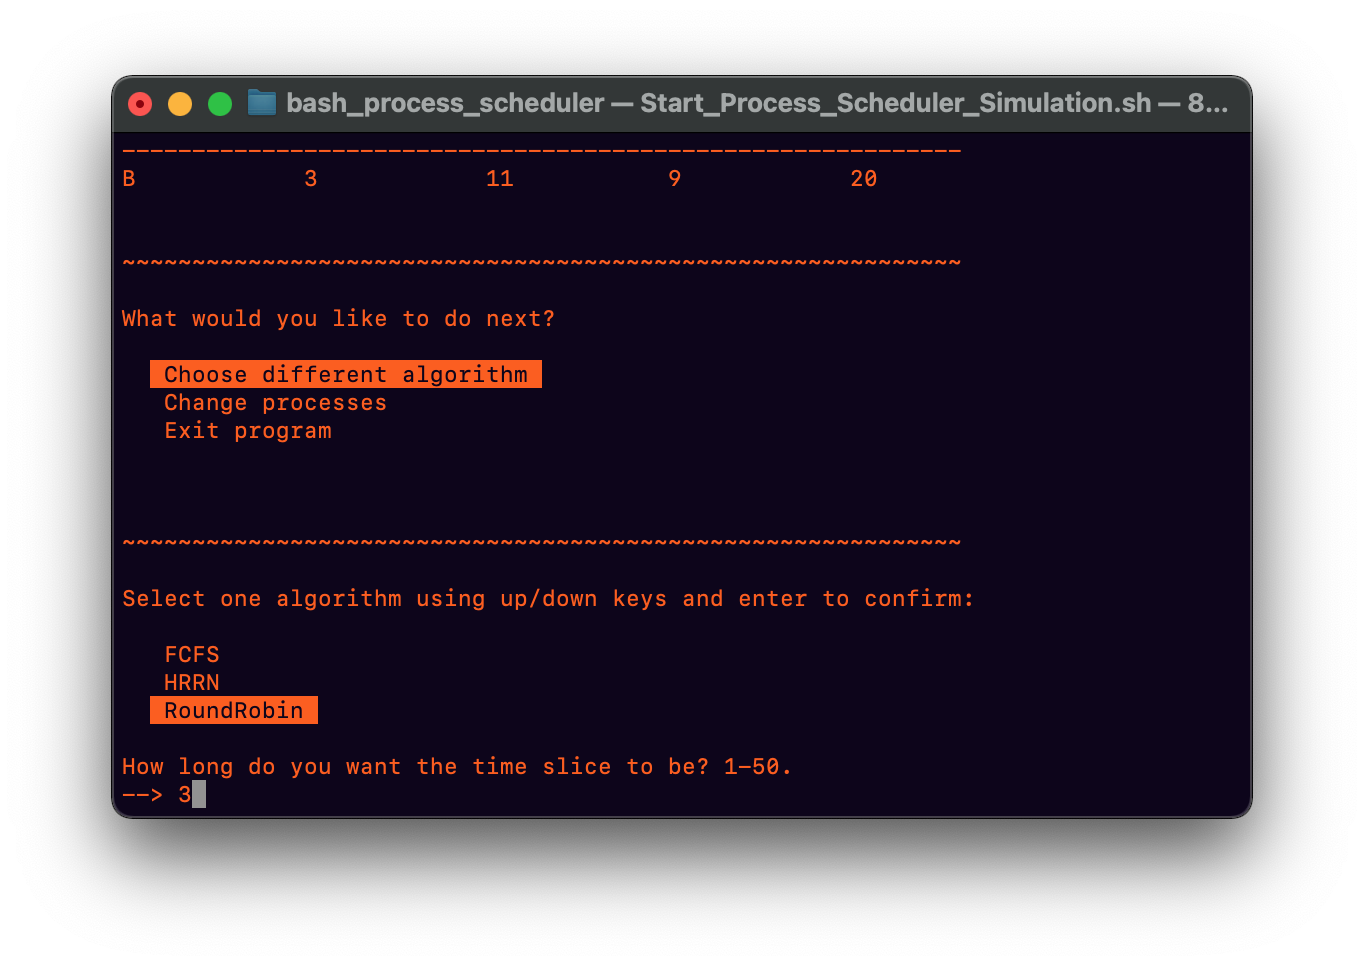 bash_process_scheduler — Start_Process_Scheduler_Simulation.sh — 8...
------------------------------------------------------------
B 3 11 9 20
~~~~~~~~~~~~~~~~~~~~~~~~~~~~~~~~~~~~~~~~~~~~~~~~~~~~~~~~~~~~
What would you like to do next?
Choose different algorithm
Change processes
Exit program
~~~~~~~~~~~~~~~~~~~~~~~~~~~~~~~~~~~~~~~~~~~~~~~~~~~~~~~~~~~~
Select one algorithm using up/down keys and enter to confirm:
FCFS
HRRN
RoundRobin
How long do you want the time slice to be? 1-50.
--> 3